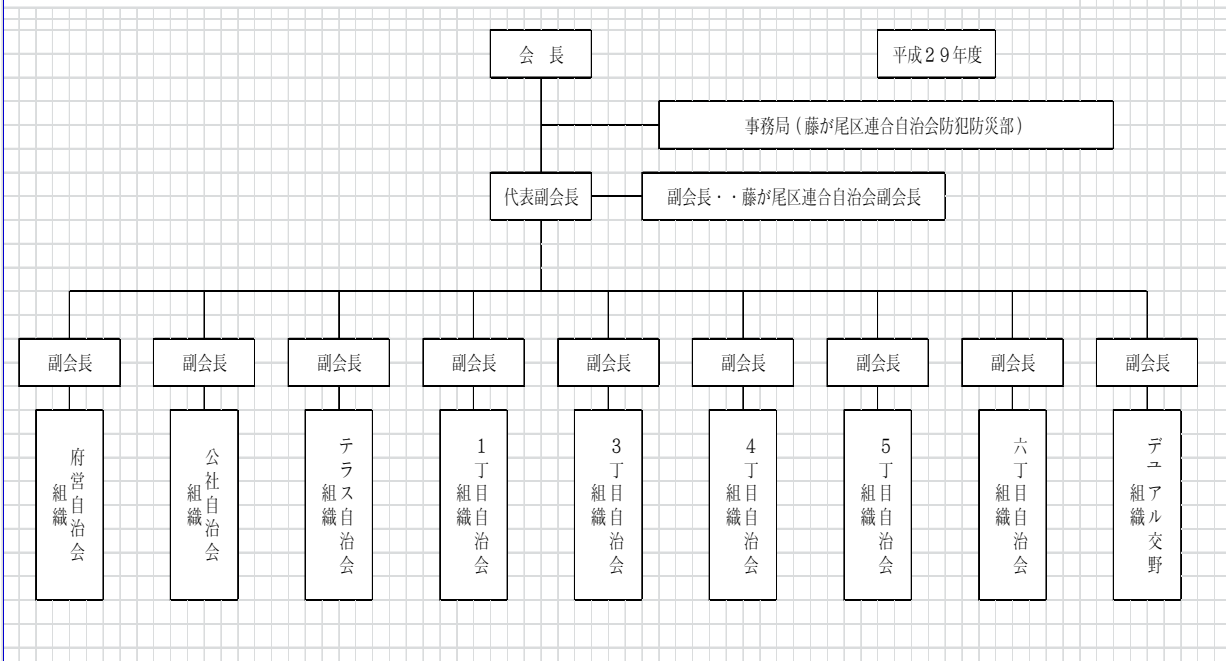 会　長
平成２９年度
事務局（藤が尾区連合自治会防犯防災部）
代表副会長
副会長・・藤が尾区連合自治会副会長
副会長
副会長
副会長
副会長
副会長
副会長
副会長
副会長
副会長
府営自治会
組織
公社自治会
組織
テラス自治会
組織
１丁目自治会
組織
３丁目自治会
組織
４丁目自治会
組織
５丁目自治会
組織
六丁目自治会
組織
デュアル交野
組織